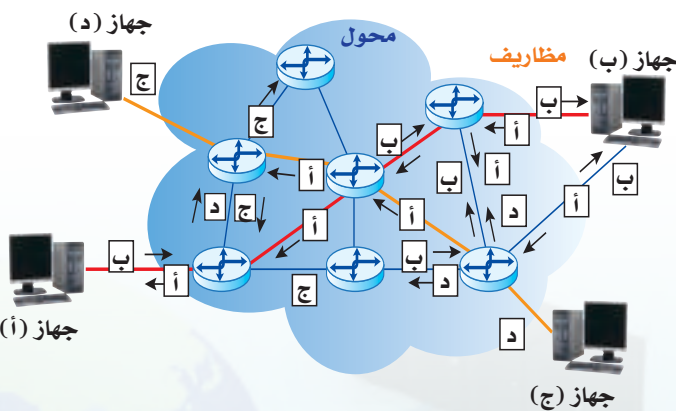 جهاز (د)
محول
مظاريف
جهاز (ب)
ج
ج
ب
ب
أ
أ
ب
أ
ب
د
ج
أ
أ
د
أ
ب
ب
أ
ج
ب
د
د
جهاز (أ)
جهاز (ج)